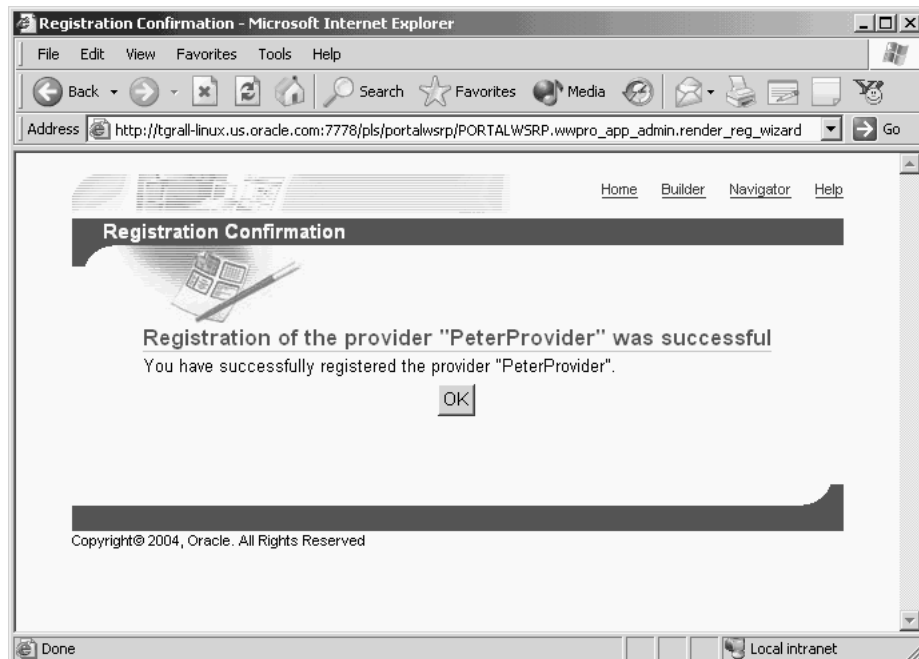 Registration Confirmation - Microsoft Internet Explorer
File Edit View Favorites Tools Help
Back Search Favorites Media
Address http://tgrall-linux.us.oracle.com:7778/pls/portalwsrp/PORTALWSRP.wwpro_app_admin.render_reg_wizard Go
Home Builder Navigator Help
Registration Confirmation
Registration of the provider "PeterProvider" was successful
You have successfully registered the provider "PeterProvider".
OK
Copyright© 2004, Oracle. All Rights Reserved
Done Local intranet